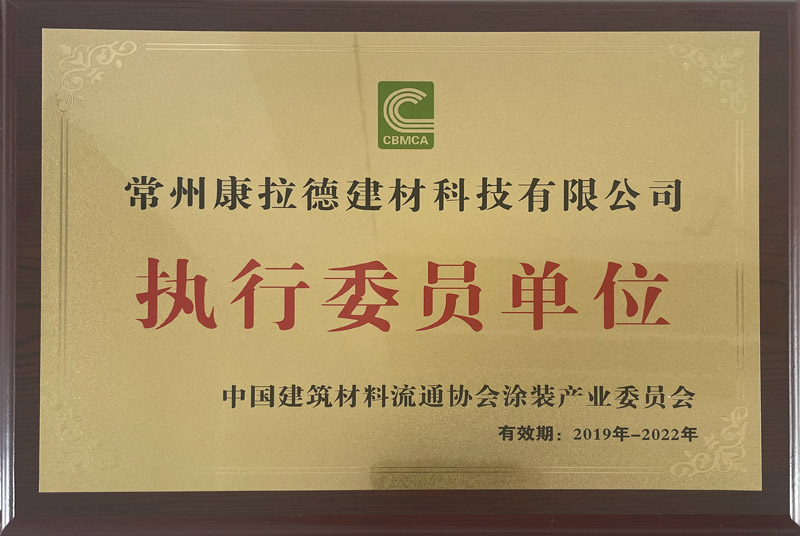 CBMCA
常州康拉德建材科技有限公司
执行委员单位
中国建筑材料流通协会涂装产业委员会
有效期：2019年-2022年